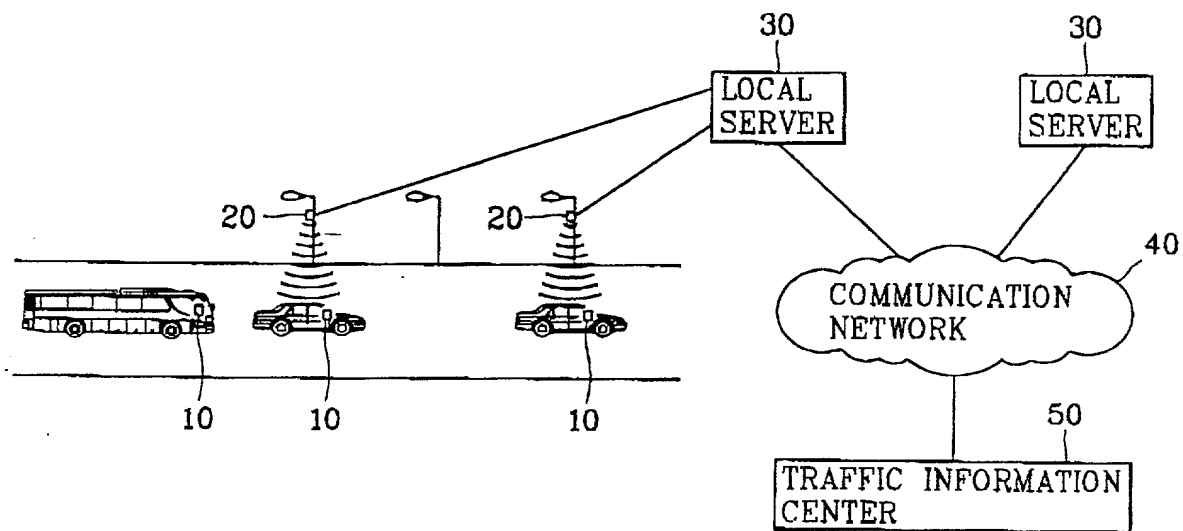 30
30
LOCAL
SERVER
LOCAL
SERVER
20
20
40
COMMUNICATION
NETWORK
10
10
10
50
TRAFFIC INFORMATION
CENTER